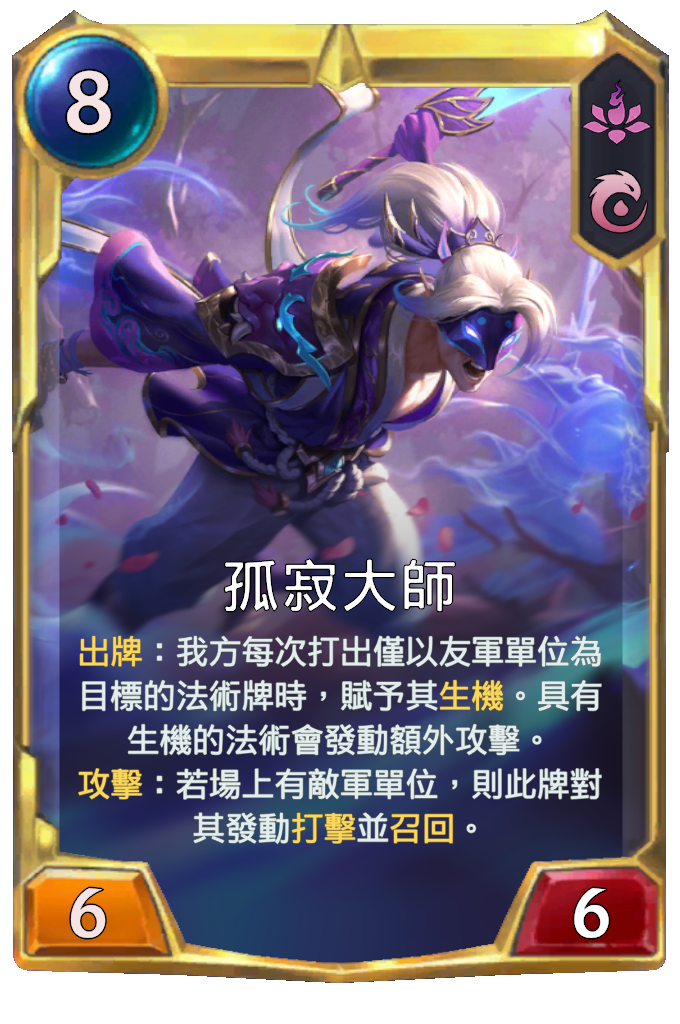 8
孤寂大師
出牌：我方每次打出僅以友軍單位為
目標的法術牌時，賦予其生機。具有
生機的法術會發動額外攻擊。
攻擊：若場上有敵軍單位，則此牌對
其發動打擊並召回。
6
6